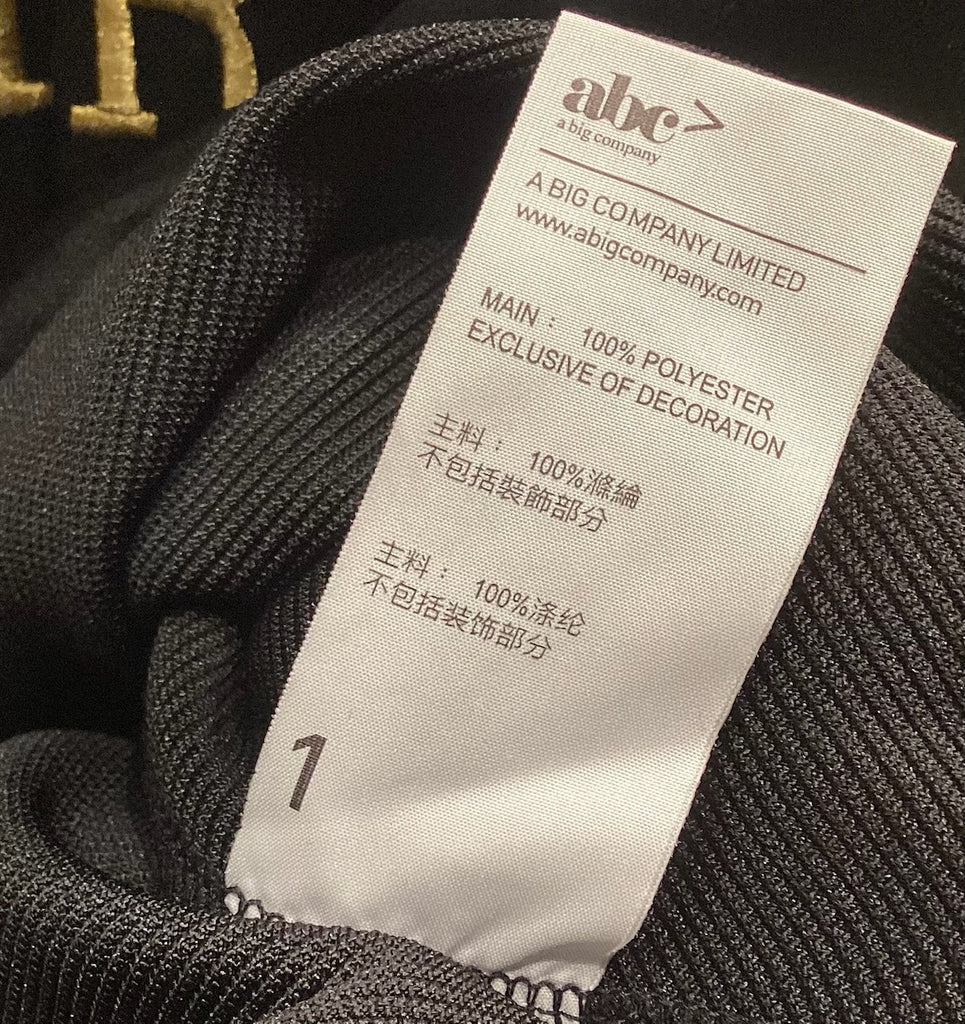 R
abc>
a big company
A BIG COMPANY LIMITED
www.abigcompany.com
MAIN： 100% POLYESTER
EXCLUSIVE OF DECORATION
主料： 100%滌綸
不包括裝飾部分
主料： 100%涤纶
不包括装饰部分
1